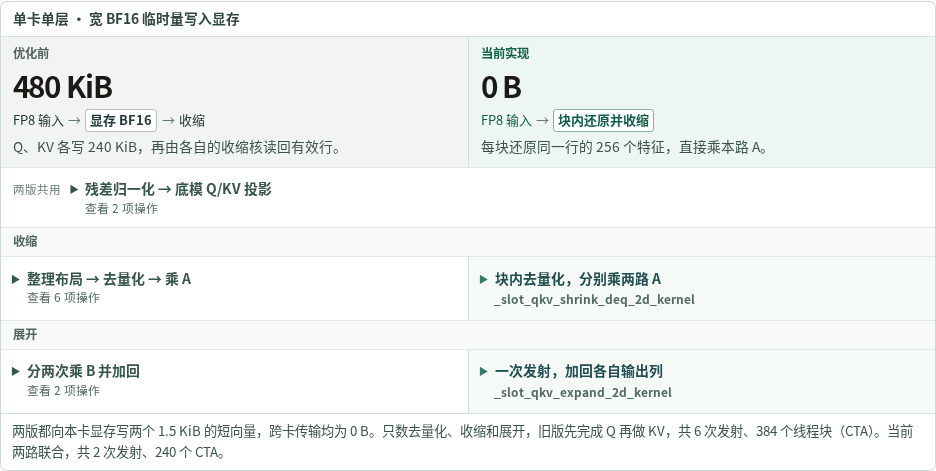 单卡单层 · 宽 BF16 临时量写入显存
优化前
480 KiB
FP8 输入 → 显存 BF16 → 收缩
Q、KV 各写 240 KiB，再由各自的收缩核读回有效行。
当前实现
0 B
FP8 输入 → 块内还原并收缩
每块还原同一行的 256 个特征，直接乘本路 A。
两版共用 ▶ 残差归一化 → 底模 Q/KV 投影
查看 2 项操作
收缩
▶ 整理布局 → 去量化 → 乘 A
查看 6 项操作
▶ 块内去量化，分别乘两路 A
_slot_qkv_shrink_deq_2d_kernel
展开
▶ 分两次乘 B 并加回
查看 2 项操作
▶ 一次发射，加回各自输出列
_slot_qkv_expand_2d_kernel
两版都向本卡显存写两个 1.5 KiB 的短向量，跨卡传输均为 0 B。只数去量化、收缩和展开，旧版先完成 Q 再做 KV，共 6 次发射、384 个线程块（CTA）。当前
两路联合，共 2 次发射、240 个 CTA。